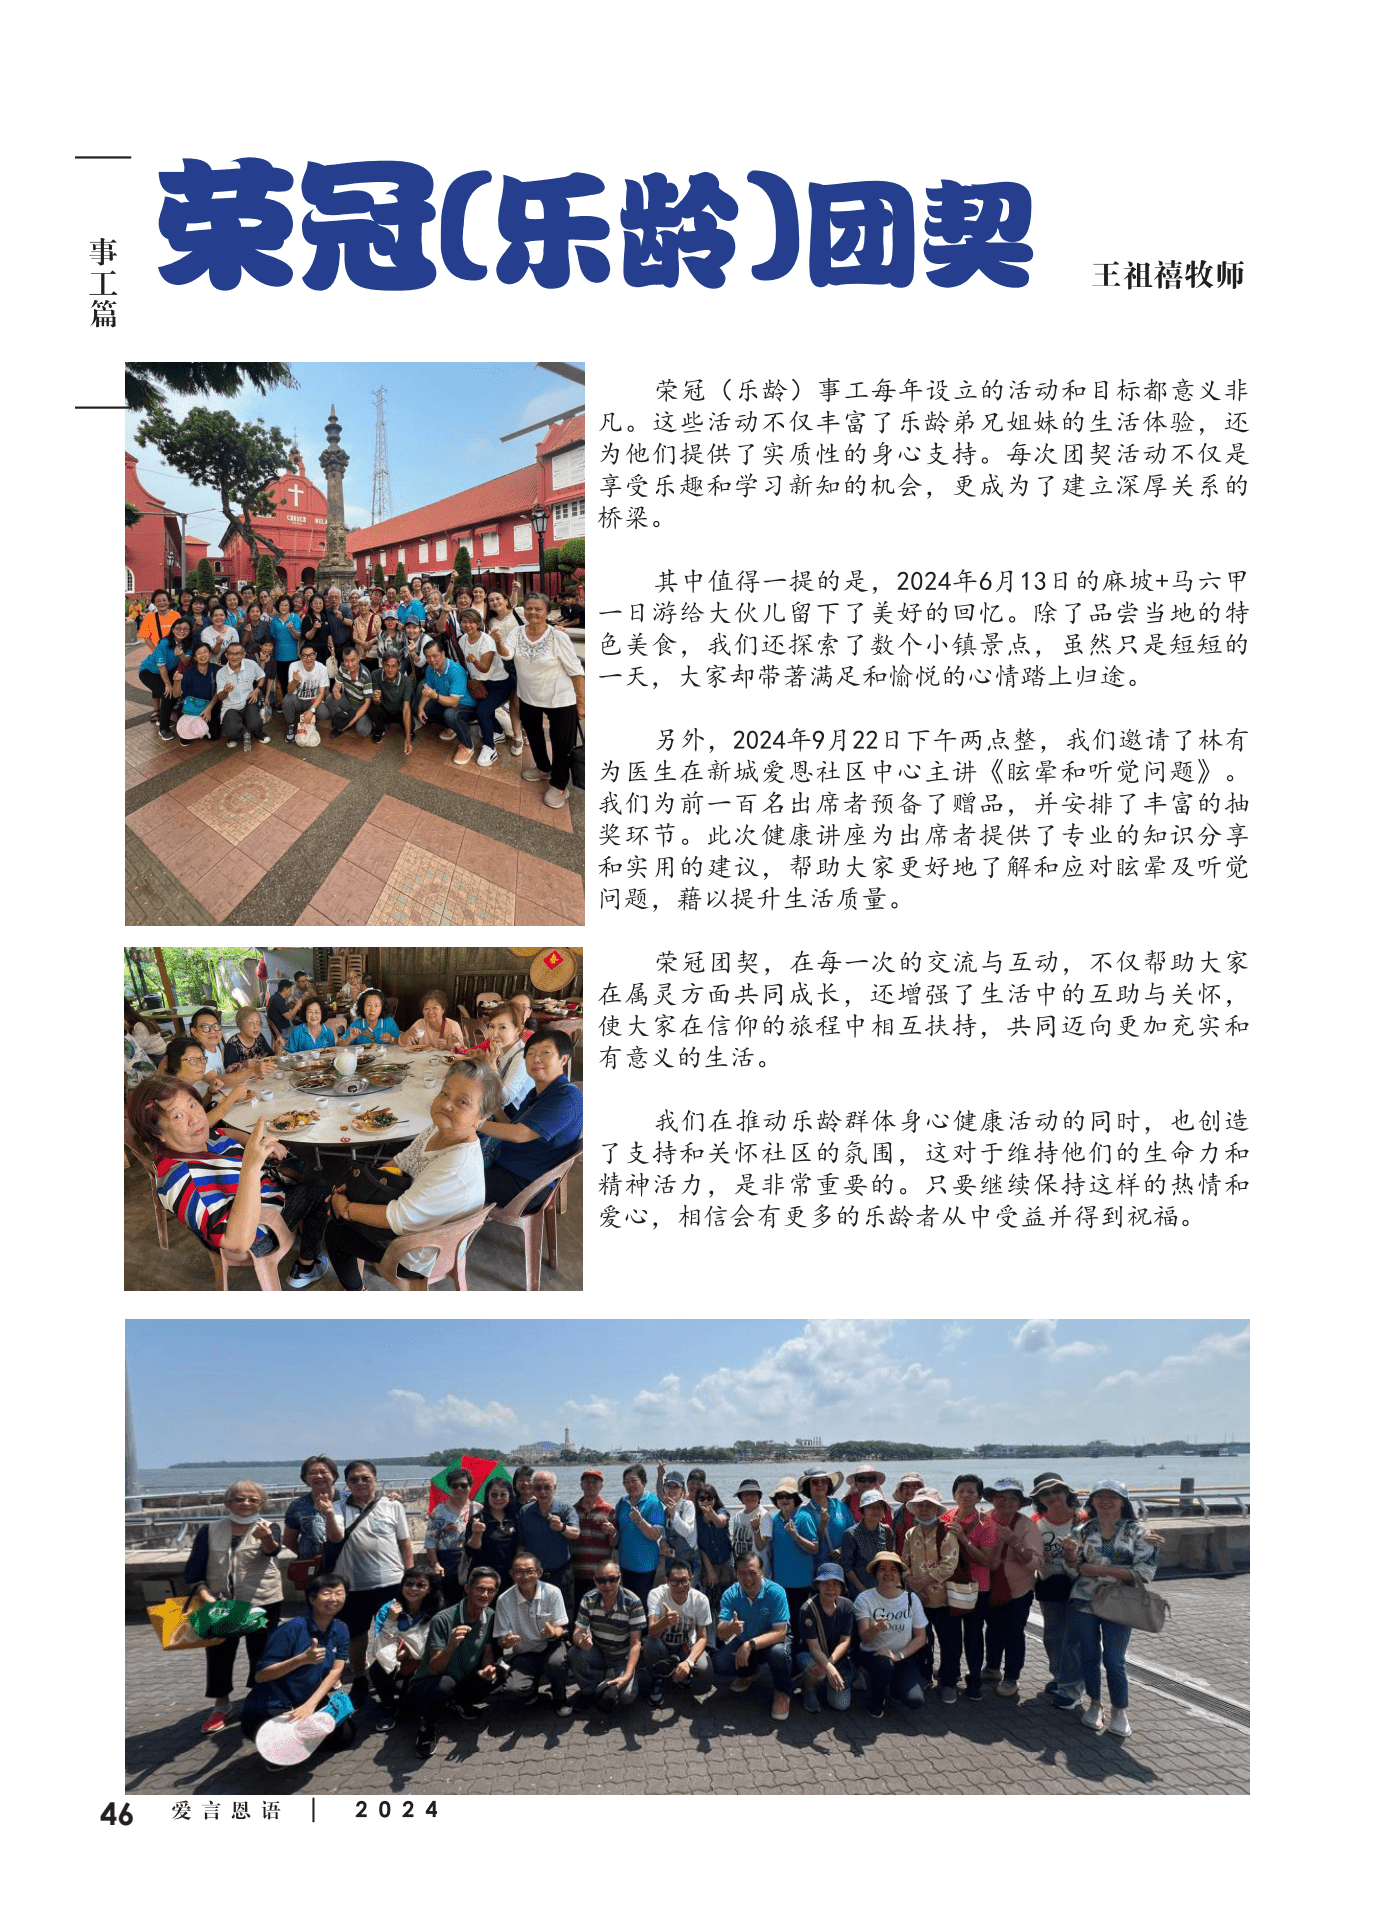 事工篇
荣冠(乐龄)团契
王祖禧牧师
荣冠（乐龄）事工每年设立的活动和目标都意义非
凡。这些活动不仅丰富了乐龄弟兄姐妹的生活体验，还
为他们提供了实质性的身心支持。每次团契活动不仅是
享受乐趣和学习新知的机会，更成为了建立深厚关系的
桥梁。
其中值得一提的是，2024年6月13日的麻坡+马六甲
一日游给大伙儿留下了美好的回忆。除了品尝当地的特
色美食，我们还探索了数个小镇景点，虽然只是短短的
一天，大家却带著满足和愉悦的心情踏上归途。
另外，2024年9月22日下午两点整，我们邀请了林有
为医生在新城爱恩社区中心主讲《眩晕和听觉问题》。
我们为前一百名出席者预备了赠品，并安排了丰富的抽
奖环节。此次健康讲座为出席者提供了专业的知识分享
和实用的建议，帮助大家更好地了解和应对眩晕及听觉
问题，藉以提升生活质量。
荣冠团契，在每一次的交流与互动，不仅帮助大家
在属灵方面共同成长，还增强了生活中的互助与关怀，
使大家在信仰的旅程中相互扶持，共同迈向更加充实和
有意义的生活。
我们在推动乐龄群体身心健康活动的同时，也创造
了支持和关怀社区的氛围，这对于维持他们的生命力和
精神活力，是非常重要的。只要继续保持这样的热情和
爱心，相信会有更多的乐龄者从中受益并得到祝福。
Good
Day
46 爱言恩语 | 2024